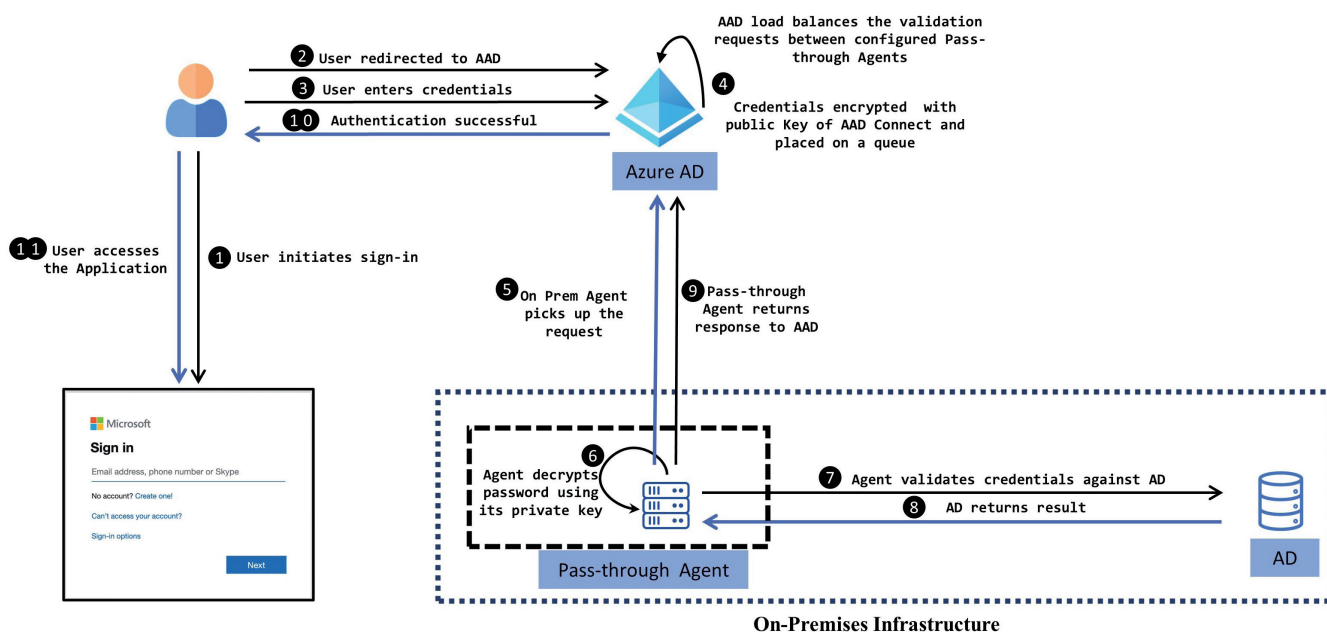 AAD load balances the validation
requests between configured Pass-
through Agents
2 User redirected to AAD
3 User enters credentials
10 Authentication successful
4
Credentials encrypted with
public Key of AAD Connect and
placed on a queue
Azure AD
11 User accesses
the Application
1 User initiates sign-in
5 On Prem Agent
picks up the
request
9 Pass-through
Agent returns
response to AAD
Microsoft
Sign in
Email address, phone number or Skype
No account? Create one!
Can't access your account?
Sign-in options
Next
6
Agent decrypts
password using
its private key
Pass-through Agent
7 Agent validates credentials against AD
8 AD returns result
AD
On-Premises Infrastructure